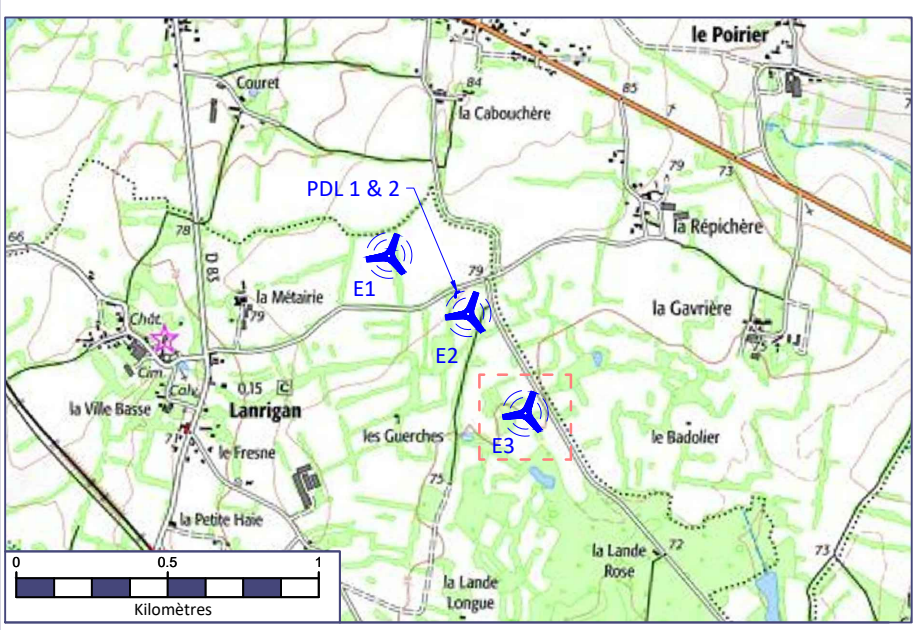 le Poirier
Couret
84
85
la Cabouchère
79
73
PDL 1 & 2
66
78
D 83
la Répichère
E1
79
la Métairie
79
la Gavrière
Chât.
E2
75
Cim.
Calv.
0,15 C
la Ville Basse
Lanrigan
71
les Guerches
E3
le Badolier
le Fresne
75
la Petite Haie
la Lande
Rose
72
73
0 0.5 1
Kilomètres
la Lande
Longue